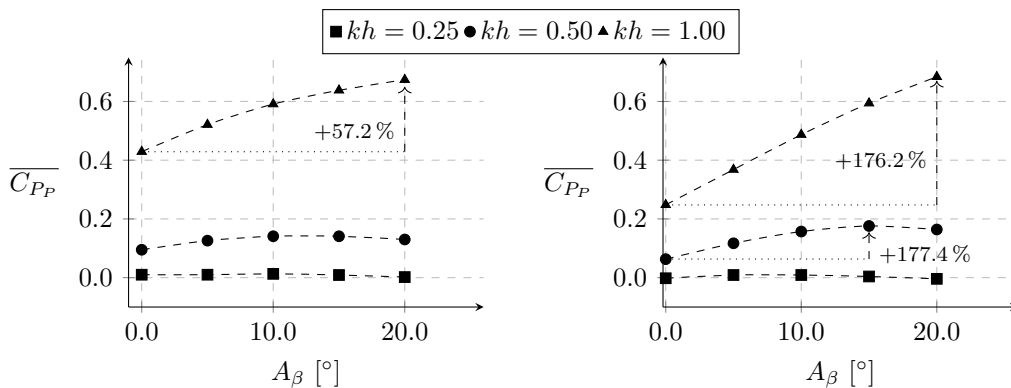 kh = 0.25 kh = 0.50 kh = 1.00
0.6
0.4
0.2
0.0
C_{P_P}
+57.2 %
0.0 10.0 20.0
A_β [°]
0.6
0.4
0.2
0.0
C_{P_P}
+176.2 %
+177.4 %
0.0 10.0 20.0
A_β [°]